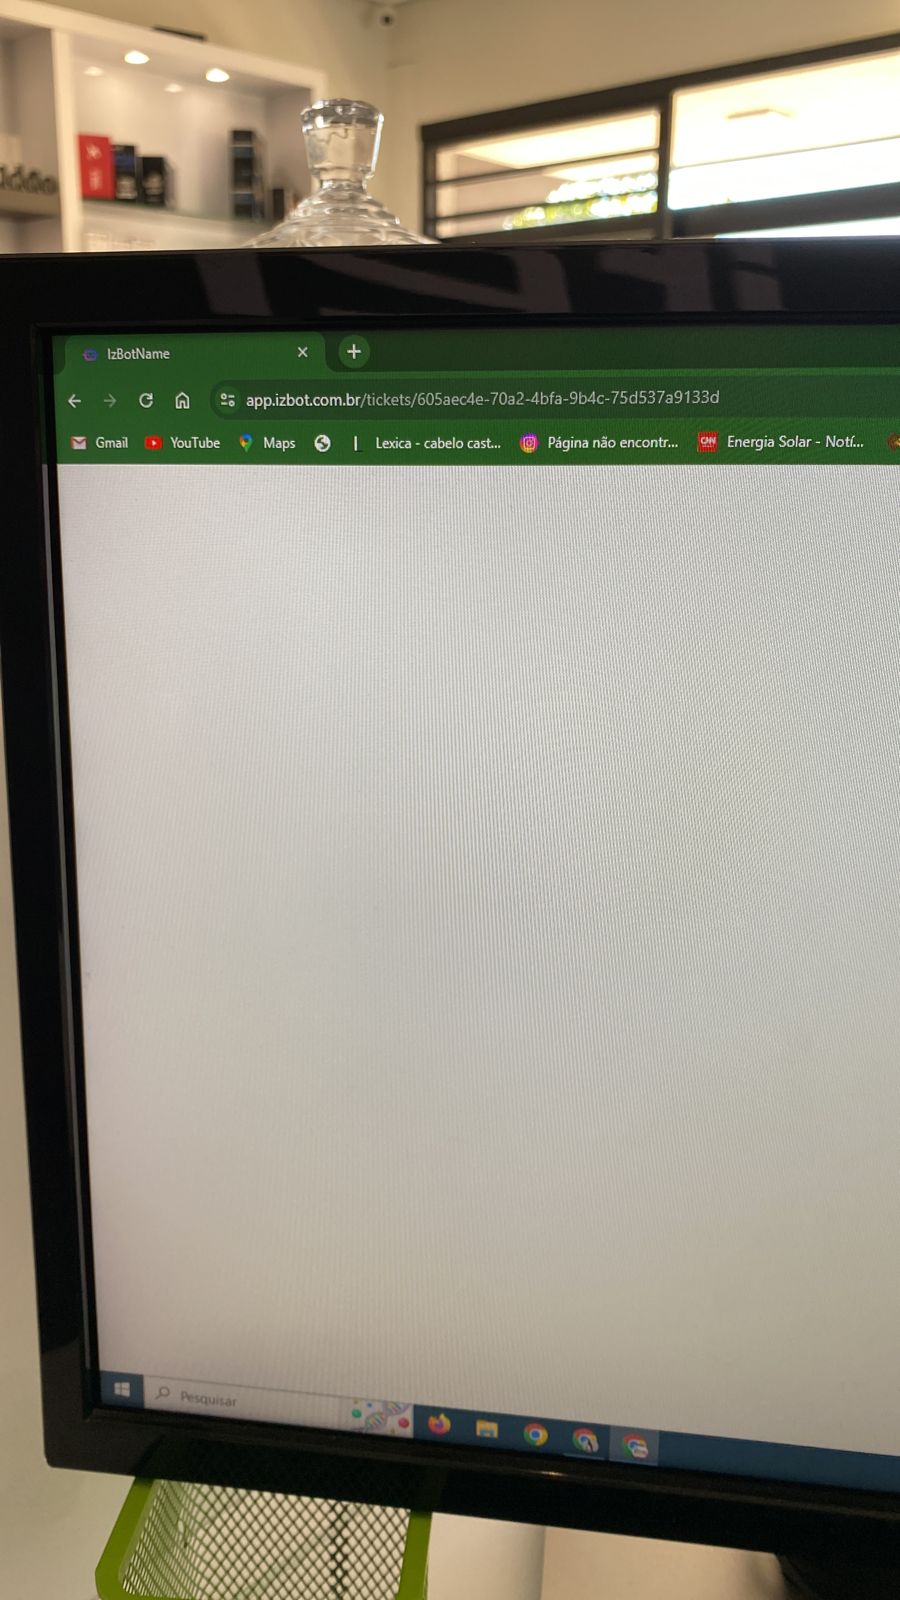 IzBotName
app.izbot.com.br/tickets/605aec4e-70a2-4bfa-9b4c-75d537a9133d
Gmail YouTube Maps Lexica - cabelo cast... Página não encontr... Energia Solar - Notí...
Pesquisar